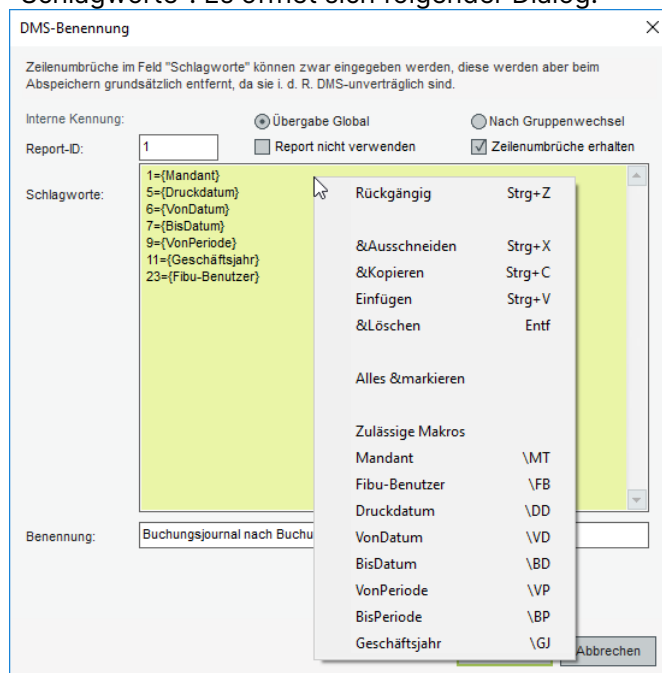 "Schlagworte". Es öffnet sich folgender Dialog:
DMS-Benennung
Zeilenumbrüche im Feld "Schlagworte" können zwar eingegeben werden, diese werden aber beim
Abspeichern grundsätzlich entfernt, da sie i. d. R. DMS-unverträglich sind.
Interne Kennung: Übergabe Global Nach Gruppenwechsel
Report-ID: 1 Report nicht verwenden Zeilenumbrüche erhalten
Schlagworte:
1={Mandant}
5={Druckdatum}
6={VonDatum}
7={BisDatum}
9={VonPeriode}
11={Geschäftsjahr}
23={Fibu-Benutzer}
Rückgängig Strg+Z
&Ausschneiden Strg+X
&Kopieren Strg+C
Einfügen Strg+V
&Löschen Entf
Alles &markieren
Zulässige Makros
Mandant \MT
Fibu-Benutzer \FB
Druckdatum \DD
VonDatum \VD
BisDatum \BD
VonPeriode \VP
BisPeriode \BP
Geschäftsjahr \GJ
Benennung: Buchungsjournal nach Buchu
Abbrechen